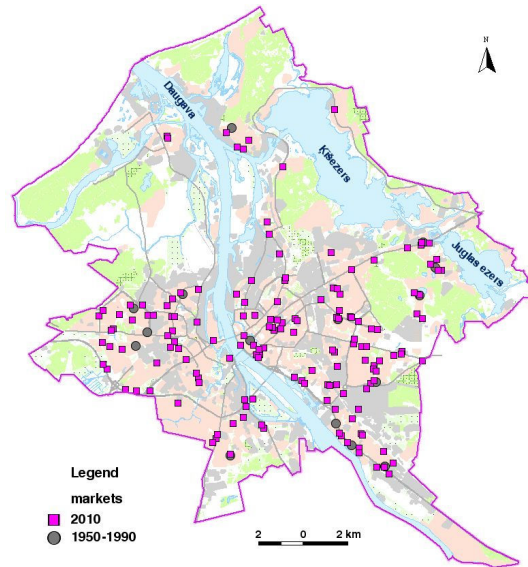 N
Daugava
Ķīšezers
Juglas ezers
Legend
markets
2010
1950-1990
2 0 2 km